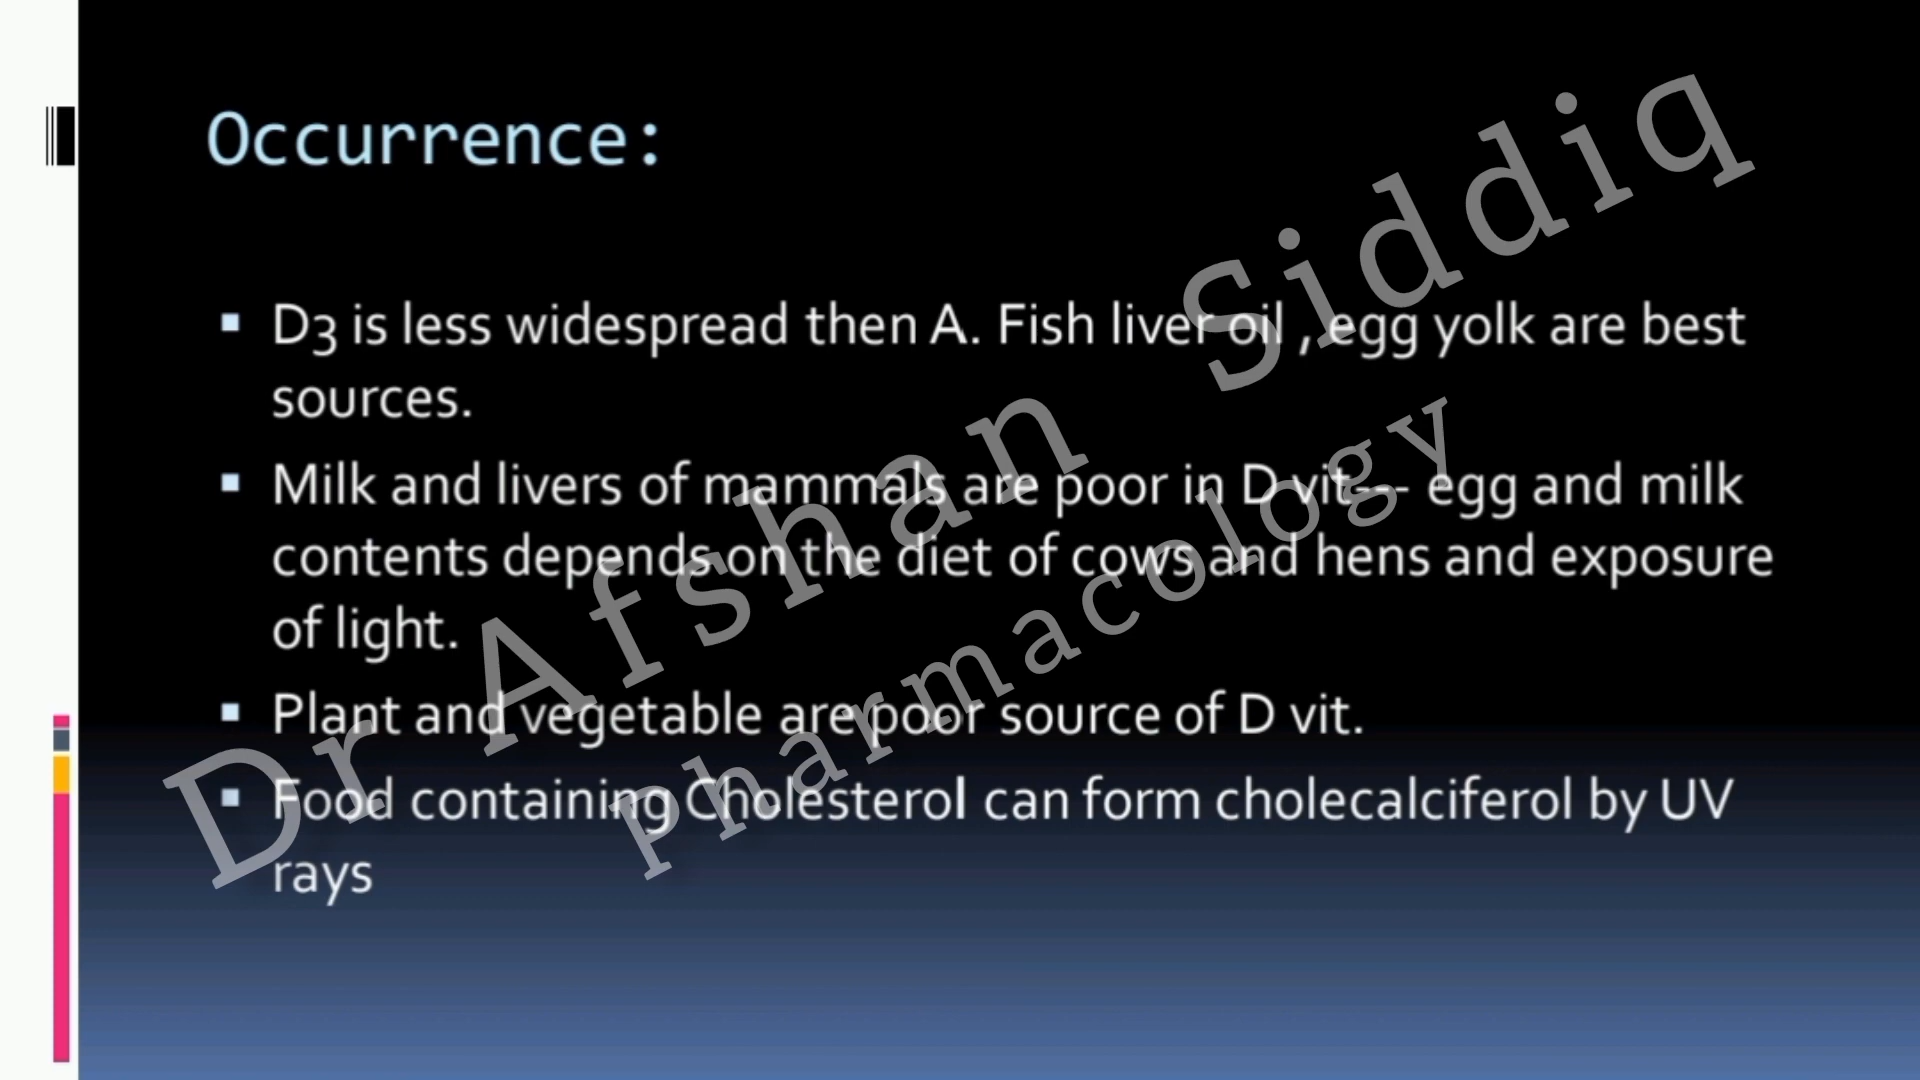 Occurrence:
D3 is less widespread then A. Fish liver oil , egg yolk are best
sources.
Milk and livers of mammals are poor in D vit--- egg and milk
contents depends on the diet of cows and hens and exposure
of light.
Plant and vegetable are poor source of D vit.
Food containing Cholesterol can form cholecalciferol by UV
rays
Dr Afshan Siddiq
Pharmacology